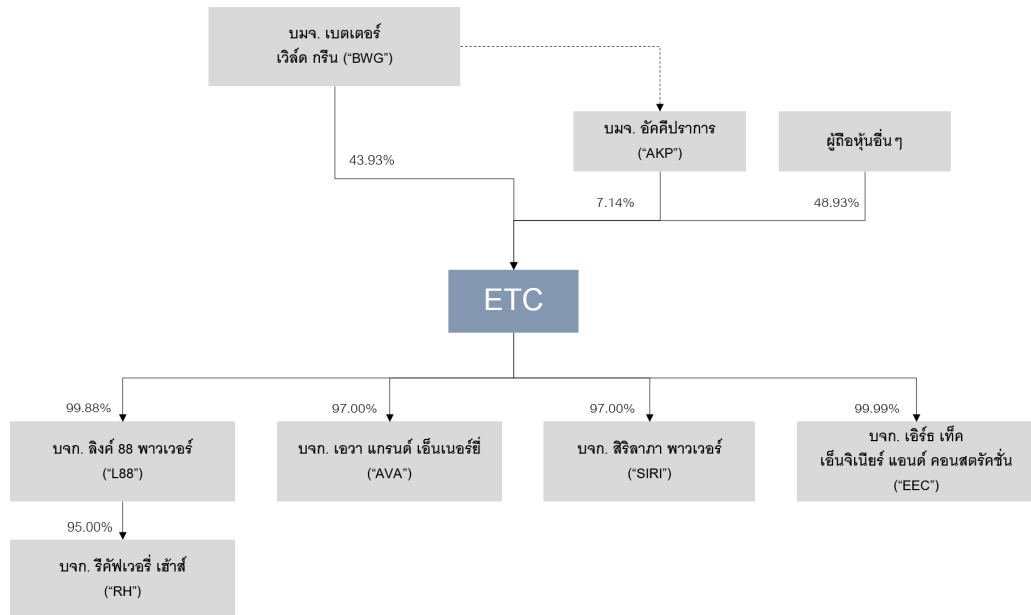 บมจ. เบตเตอร์
เวิล์ด กรีน (“BWG”)
บมจ. อัคคีปราการ
(“AKP”)
ผู้ถือหุ้นอื่นๆ
43.93%
7.14%
48.93%
ETC
99.88%
97.00%
97.00%
99.99%
บจก. ลิงค์ 88 พาวเวอร์
(“L88”)
บจก. เอวา แกรนด์ เอ็นเนอร์ยี่
(“AVA”)
บจก. สิริลาภา พาวเวอร์
(“SIRI”)
บจก. เอิร์ธ เท็ค
เอ็นจิเนียร์ แอนด์ คอนสตรัคชั่น
(“EEC”)
95.00%
บจก. รีคัฟเวอรี่ เฮ้าส์
(“RH”)